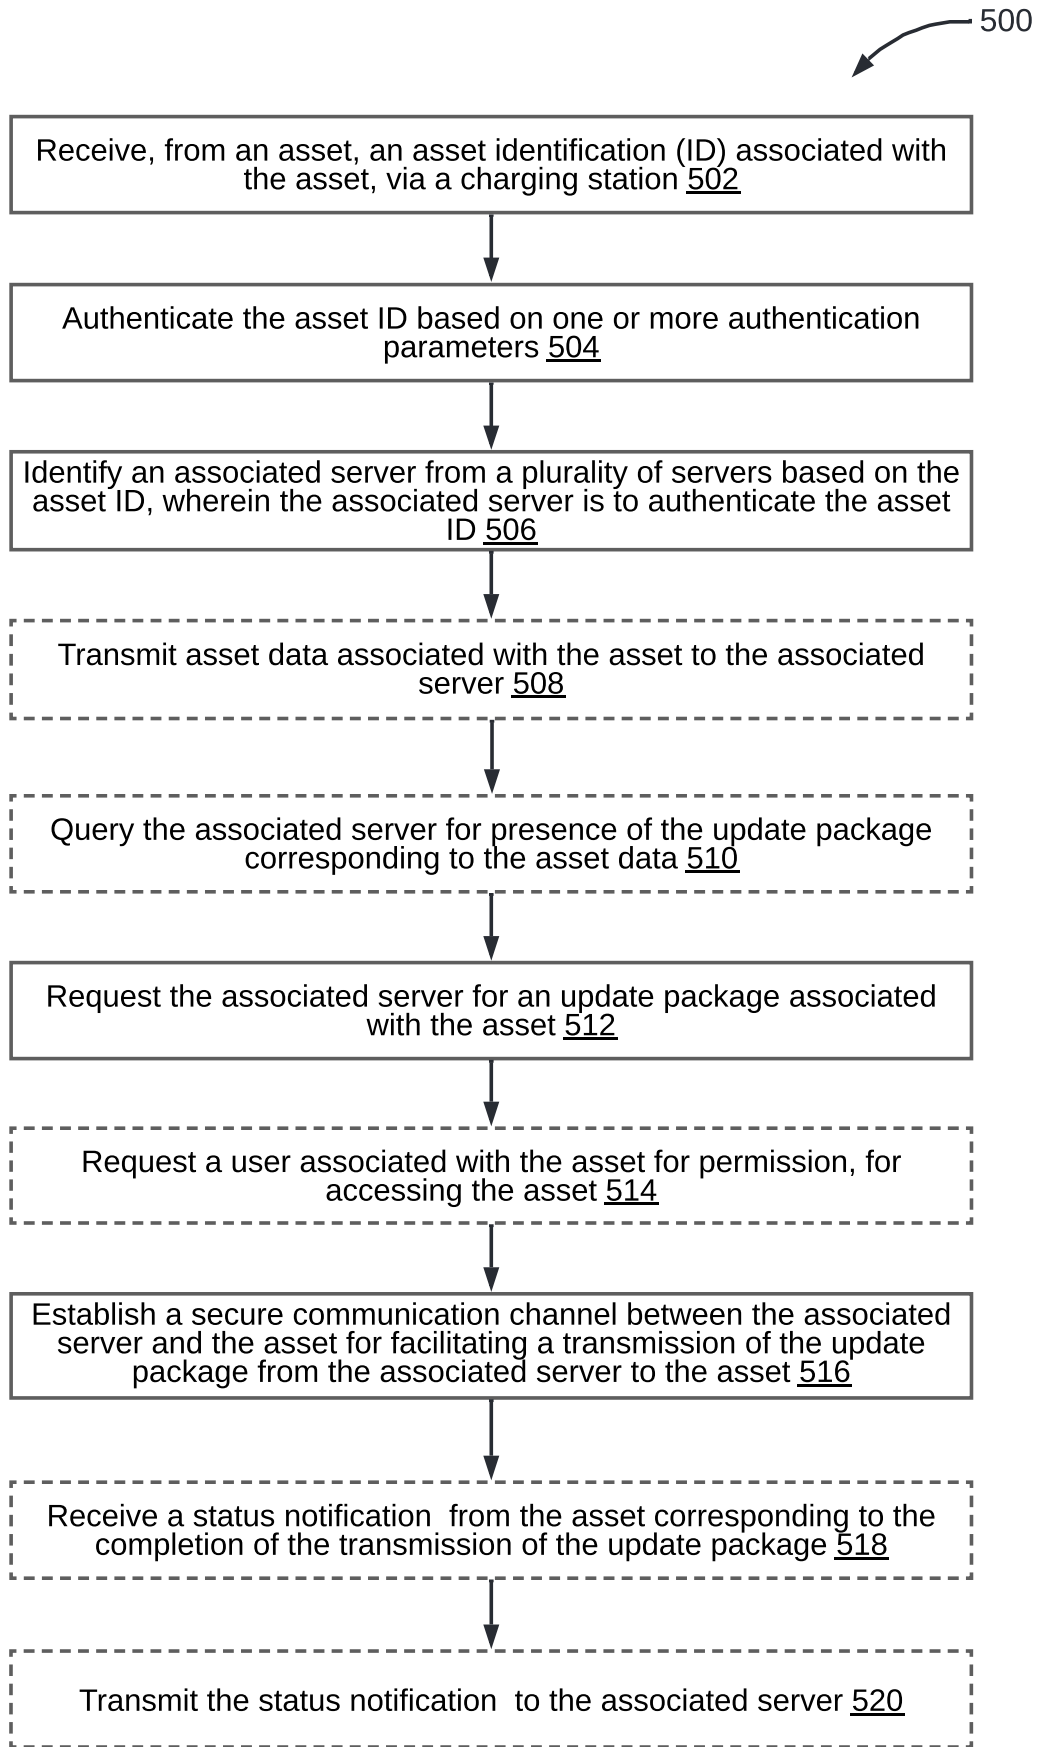 500
Receive, from an asset, an asset identification (ID) associated with
the asset, via a charging station 502
Authenticate the asset ID based on one or more authentication
parameters 504
Identify an associated server from a plurality of servers based on the
asset ID, wherein the associated server is to authenticate the asset
ID 506
Transmit asset data associated with the asset to the associated
server 508
Query the associated server for presence of the update package
corresponding to the asset data 510
Request the associated server for an update package associated
with the asset 512
Request a user associated with the asset for permission, for
accessing the asset 514
Establish a secure communication channel between the associated
server and the asset for facilitating a transmission of the update
package from the associated server to the asset 516
Receive a status notification  from the asset corresponding to the
completion of the transmission of the update package 518
Transmit the status notification  to the associated server 520